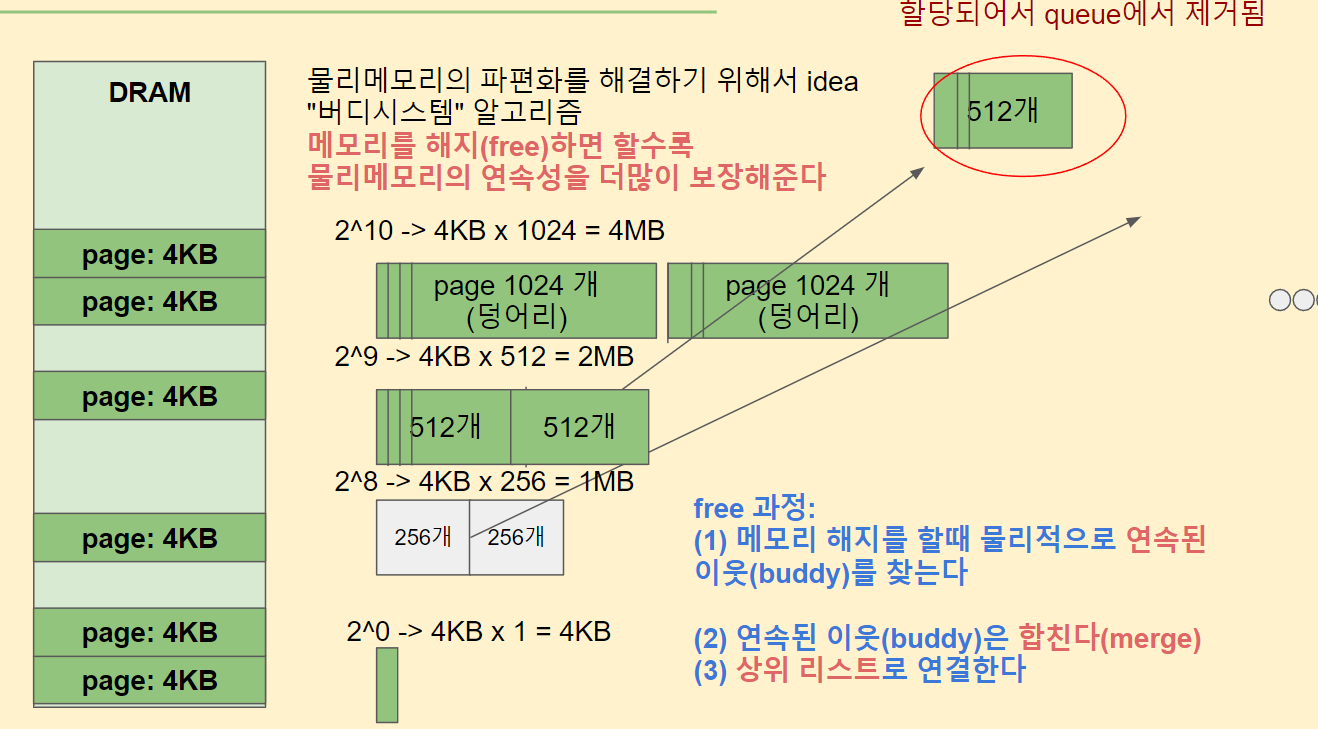 할당되어서 queue에서 제거됨
DRAM
page: 4KB
page: 4KB
page: 4KB
page: 4KB
page: 4KB
page: 4KB
물리메모리의 파편화를 해결하기 위해서 idea
"버디시스템" 알고리즘
메모리를 해지(free)하면 할수록
물리메모리의 연속성을 더많이 보장해준다
512개
2^10 -> 4KB x 1024 = 4MB
page 1024 개
(덩어리)
page 1024 개
(덩어리)
2^9 -> 4KB x 512 = 2MB
512개
512개
2^8 -> 4KB x 256 = 1MB
256개
256개
2^0 -> 4KB x 1 = 4KB
free 과정:
(1) 메모리 해지를 할때 물리적으로 연속된
이웃(buddy)를 찾는다
(2) 연속된 이웃(buddy)은 합친다(merge)
(3) 상위 리스트로 연결한다